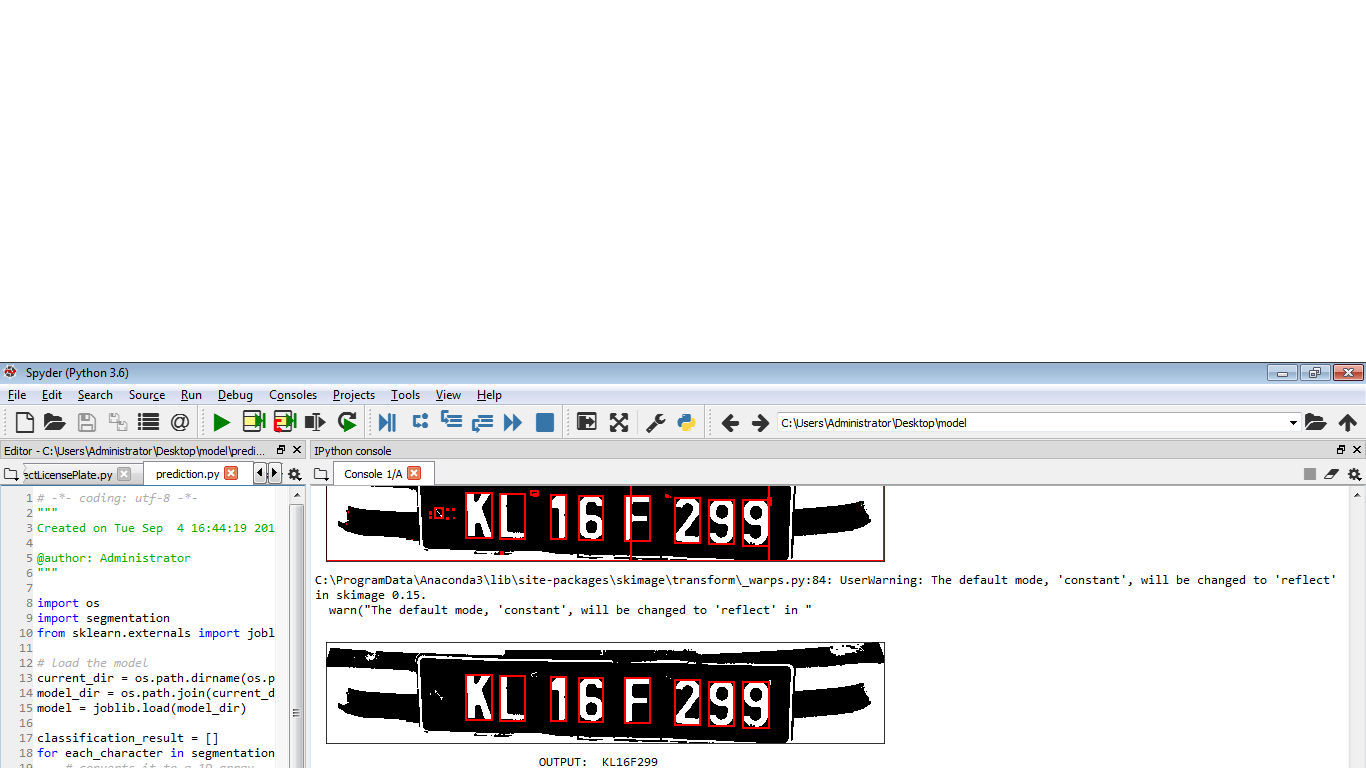 Spyder (Python 3.6)
File Edit Search Source Run Debug Consoles Projects Tools View Help
C:\Users\Administrator\Desktop\model
Editor - C:\Users\Administrator\Desktop\model\predi...
IPython console
ectLicensePlate.py
prediction.py
Console 1/A
1 # -*- coding: utf-8 -*-
2 """
3 Created on Tue Sep  4 16:44:19 201
4
5 @author: Administrator
6 """
7
8 import os
9 import segmentation
10 from sklearn.externals import jobl
11
12 # load the model
13 current_dir = os.path.dirname(os.p
14 model_dir = os.path.join(current_d
15 model = joblib.load(model_dir)
16
17 classification_result = []
18 for each_character in segmentation
19 # converts it to a 1D array
KL 16 F 299
C:\ProgramData\Anaconda3\lib\site-packages\skimage\transform\_warps.py:84: UserWarning: The default mode, 'constant', will be changed to 'reflect'
in skimage 0.15.
warn("The default mode, 'constant', will be changed to 'reflect' in "
KL 16 F 299
OUTPUT:  KL16F299